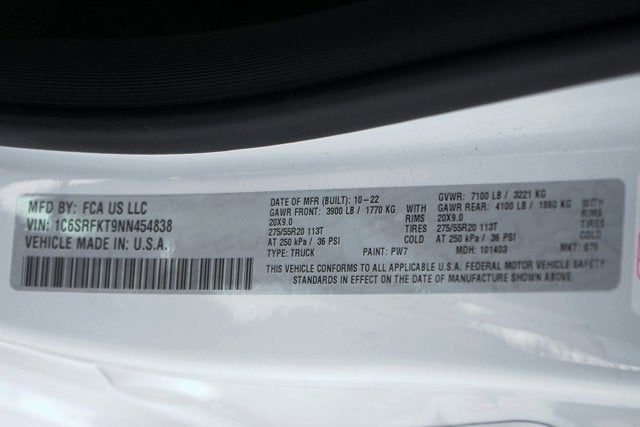 MFD BY: FCA US LLC
VIN: 1C6SRFKT9NN454838
VEHICLE MADE IN: U.S.A.
DATE OF MFR (BUILT): 10-22
GAWR FRONT: 3900 LB / 1770 KG WITH
20X9.0 RIMS
275/55R20 113T TIRES
AT 250 kPa / 36 PSI COLD
TYPE: TRUCK PAINT: PW7
GVWR: 7100 LB / 3221 KG
GAWR REAR: 4100 LB / 1860 KG WITH
20X9.0 RIMS
275/55R20 113T TIRES
AT 250 kPa / 36 PSI COLD
MDH: 101403 MKT:
THIS VEHICLE CONFORMS TO ALL APPLICABLE U.S.A. FEDERAL MOTOR VEHICLE SAFETY
STANDARDS IN EFFECT ON THE DATE OF MANUFACTURE SHOWN ABOVE.